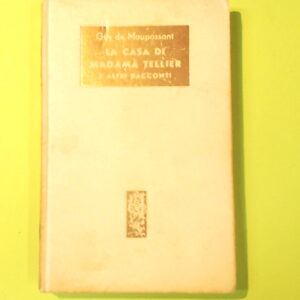 Guy de Maupassant
LA CASA DI
MADAMA TELLIER
E ALTRI RACCONTI